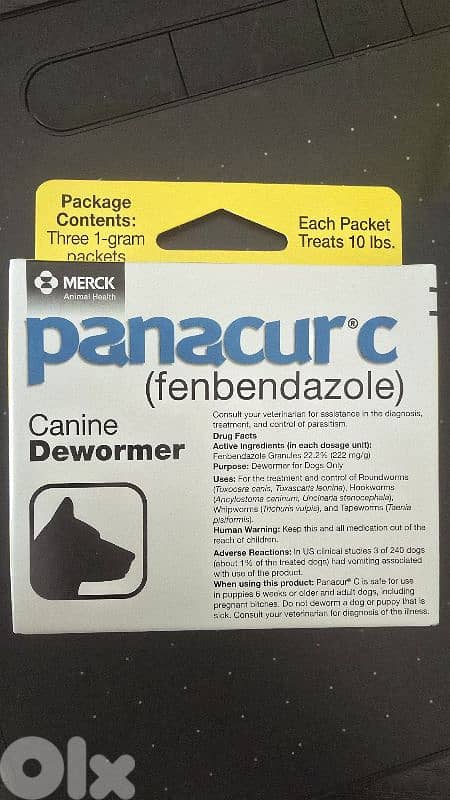 Package
Contents:
Three 1-gram
packets
Each Packet
Treats 10 lbs.
MERCK
Animal Health
panacur® c
(fenbendazole)
Canine
Dewormer
Consult your veterinarian for assistance in the diagnosis,
treatment, and control of parasitism.
Drug Facts
Active Ingredients (in each dosage unit):
Fenbendazole Granules 22.2% (222 mg/g)
Purpose: Dewormer for Dogs Only
Uses: For the treatment and control of Roundworms
(Toxocara canis, Toxascaris leonina), Hookworms
(Ancylostoma caninum, Uncinaria stenocephala),
Whipworms (Trichuris vulpis), and Tapeworms (Taenia
pisiformis).
Human Warning: Keep this and all medication out of the
reach of children.
Adverse Reactions: In US clinical studies 3 of 240 dogs
(about 1% of the treated dogs) had vomiting associated
with use of the product.
When using this product: Panacur® C is safe for use
in puppies 6 weeks or older and adult dogs, including
pregnant bitches. Do not deworm a dog or puppy that is
sick. Consult your veterinarian for diagnosis of the illness.
Olx